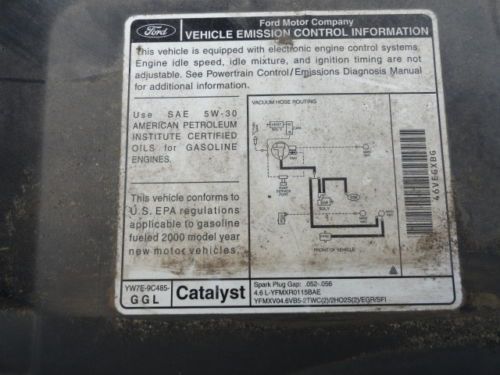 Ford
Ford Motor Company
VEHICLE EMISSION CONTROL INFORMATION
This vehicle is equipped with electronic engine control systems.
Engine idle speed, idle mixture, and ignition timing are not
adjustable. See Powertrain Control/Emissions Diagnosis Manual
for additional information.
Use SAE 5W-30
AMERICAN PETROLEUM
INSTITUTE CERTIFIED
OILS for GASOLINE
ENGINES.
This vehicle conforms to
U.S. EPA regulations
applicable to gasoline
fueled 2000 model year
new motor vehicles.
VACUUM HOSE ROUTING
FRONT OF VEHICLE
46VE6XBG
YW7E-9C485-
GGL
Catalyst
Spark Plug Gap: .052-.056
4.6 L-YFMXR0115BAE
YFMXV04.6VB5-2TWC(2)/2HO2S(2)/EGR/SFI